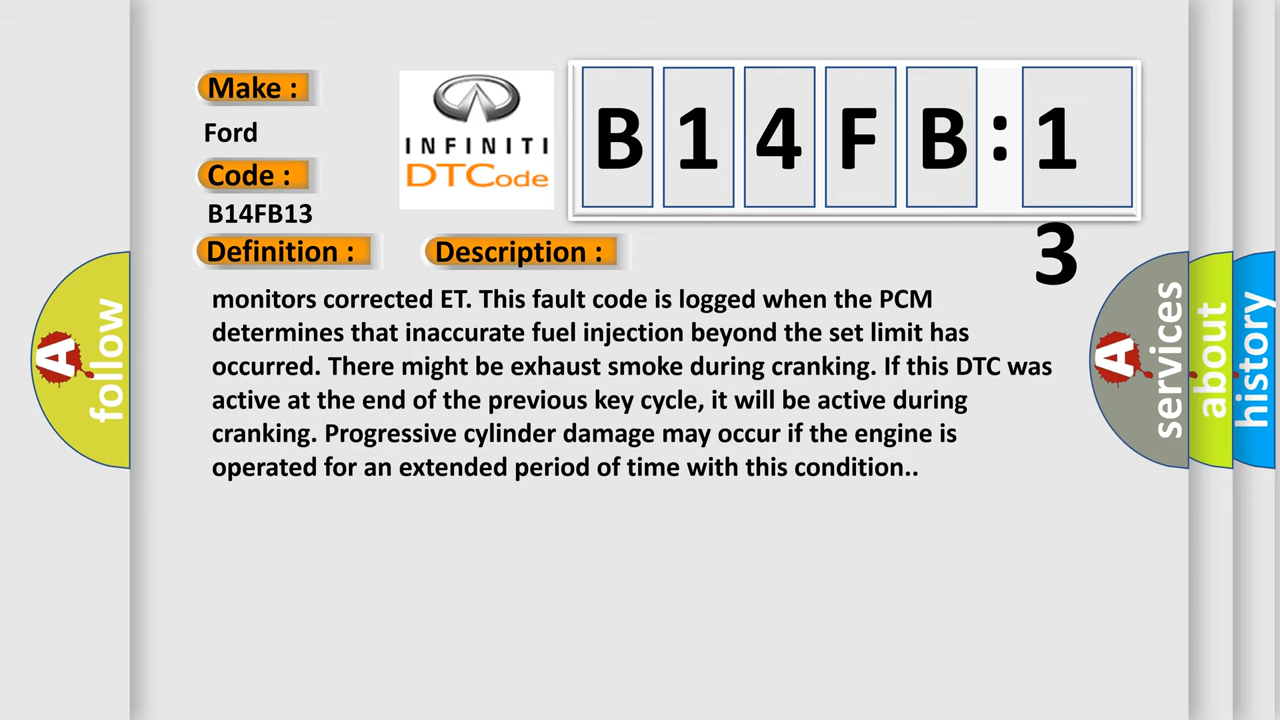 Make :
Ford
Code :
B14FB13
Definition :
Description :
INFINITI
DTCode
B14FB:1
3
monitors corrected ET. This fault code is logged when the PCM
determines that inaccurate fuel injection beyond the set limit has
occurred. There might be exhaust smoke during cranking. If this DTC was
active at the end of the previous key cycle, it will be active during
cranking. Progressive cylinder damage may occur if the engine is
operated for an extended period of time with this condition..
A
follow
A
services
about
history